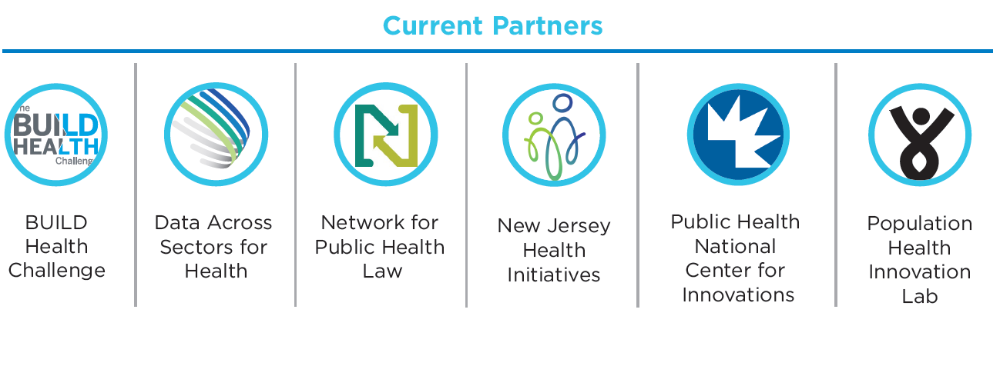 Current Partners
The
BUILD
HEALTH
Challenge
BUILD
Health
Challenge
Data Across
Sectors for
Health
Network for
Public Health
Law
New Jersey
Health
Initiatives
Public Health
National
Center for
Innovations
Population
Health
Innovation
Lab